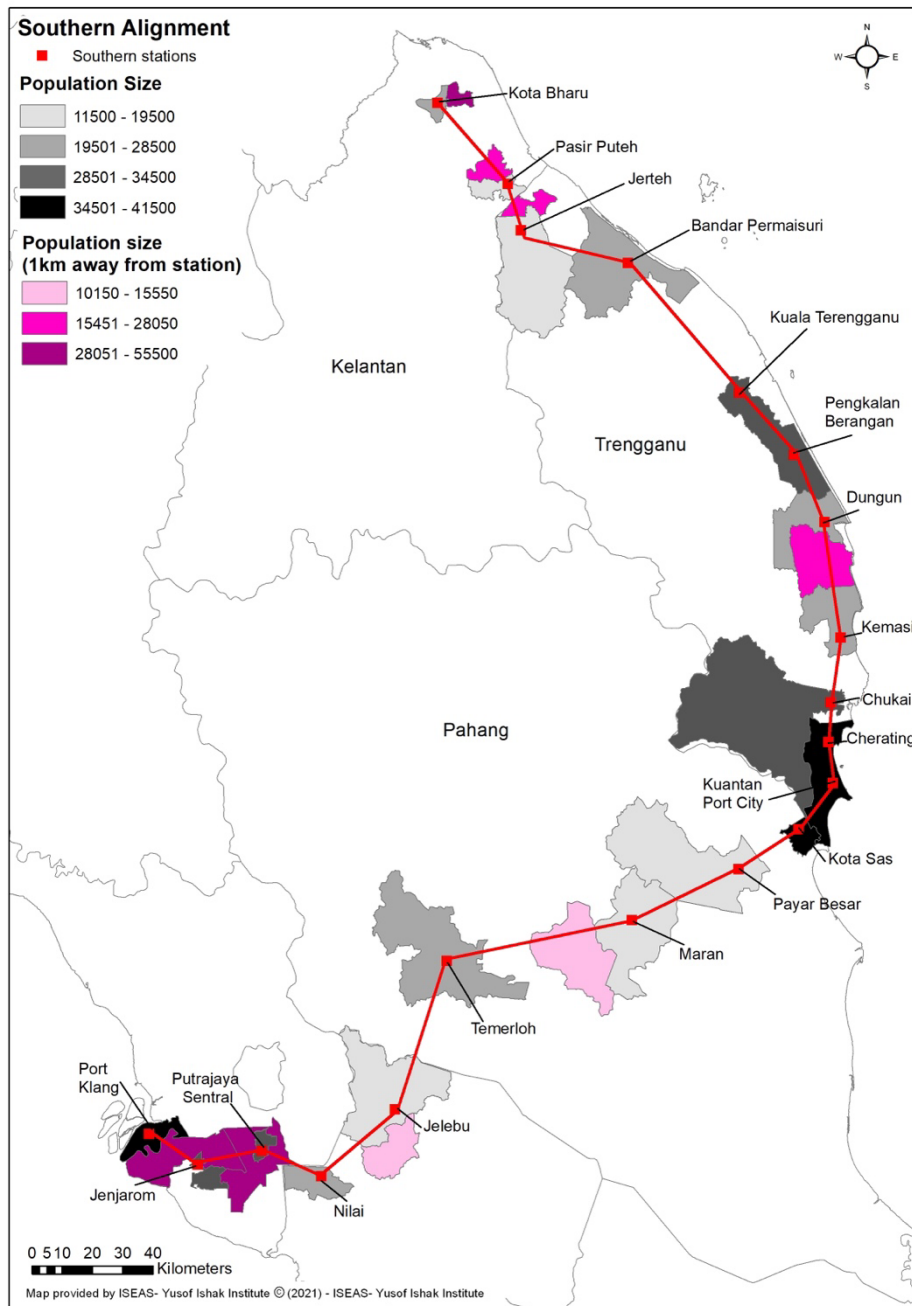 Southern Alignment
Southern stations
Population Size
11500 - 19500
19501 - 28500
28501 - 34500
34501 - 41500
Population size
(1km away from station)
10150 - 15550
15451 - 28050
28051 - 55500
N
W
E
S
Kota Bharu
Pasir Puteh
Jerteh
Bandar Permaisuri
Kuala Terengganu
Kelantan
Pengkalan
Berangan
Trengganu
Dungun
Kemasi
Chukai
Pahang
Cherating
Kuantan
Port City
Kota Sas
Payar Besar
Maran
Temerloh
Port
Klang
Putrajaya
Sentral
Jelebu
Jenjarom
Nilai
0 5 10 20 30 40
Kilometers
Map provided by ISEAS- Yusof Ishak Institute © (2021) - ISEAS- Yusof Ishak Institute